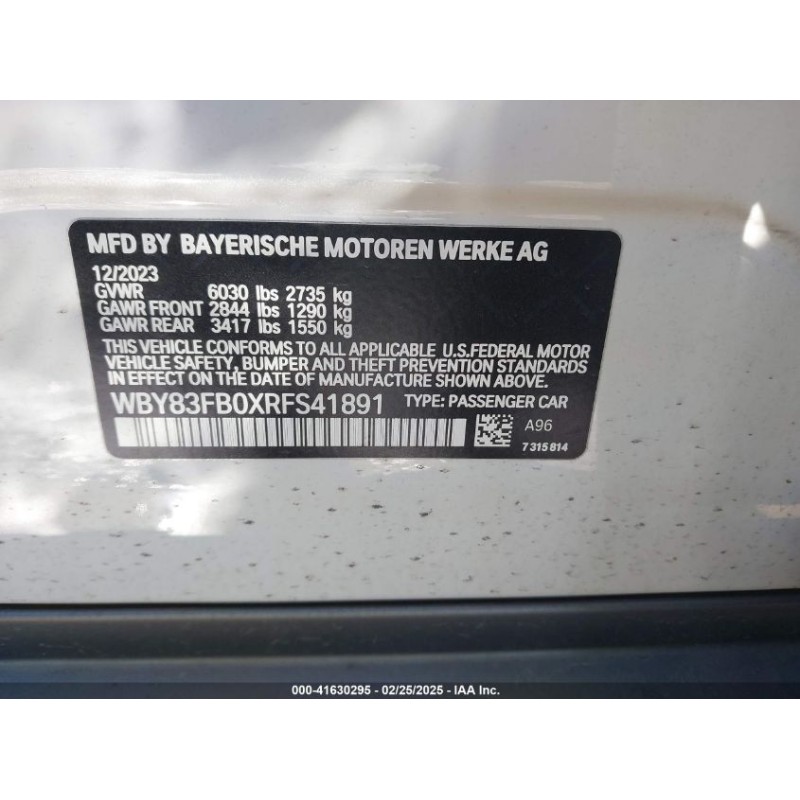 MFD BY BAYERISCHE MOTOREN WERKE AG
12/2023
GVWR 6030 lbs 2735 kg
GAWR FRONT 2844 lbs 1290 kg
GAWR REAR 3417 lbs 1550 kg
THIS VEHICLE CONFORMS TO ALL APPLICABLE U.S.FEDERAL MOTOR
VEHICLE SAFETY, BUMPER AND THEFT PREVENTION STANDARDS
IN EFFECT ON THE DATE OF MANUFACTURE SHOWN ABOVE.
WBY83FB0XRFS41891 TYPE: PASSENGER CAR
A96
7 315 814
000-41630295 - 02/25/2025 - IAA Inc.